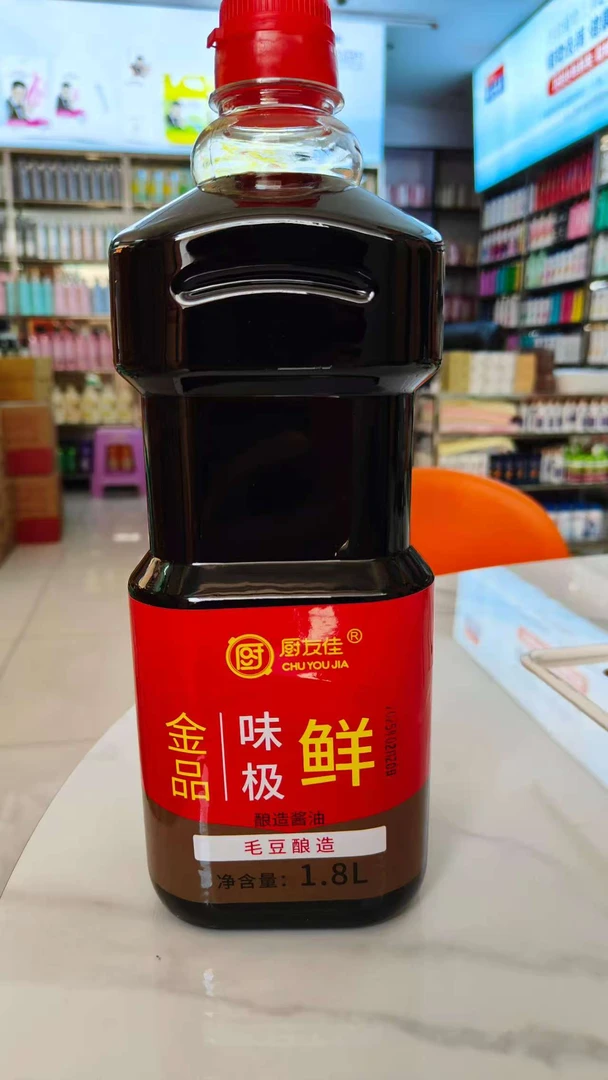 厨
厨友佳®
CHU YOU JIA
金品
味极
鲜
酿造酱油
毛豆酿造
净含量：1.8L